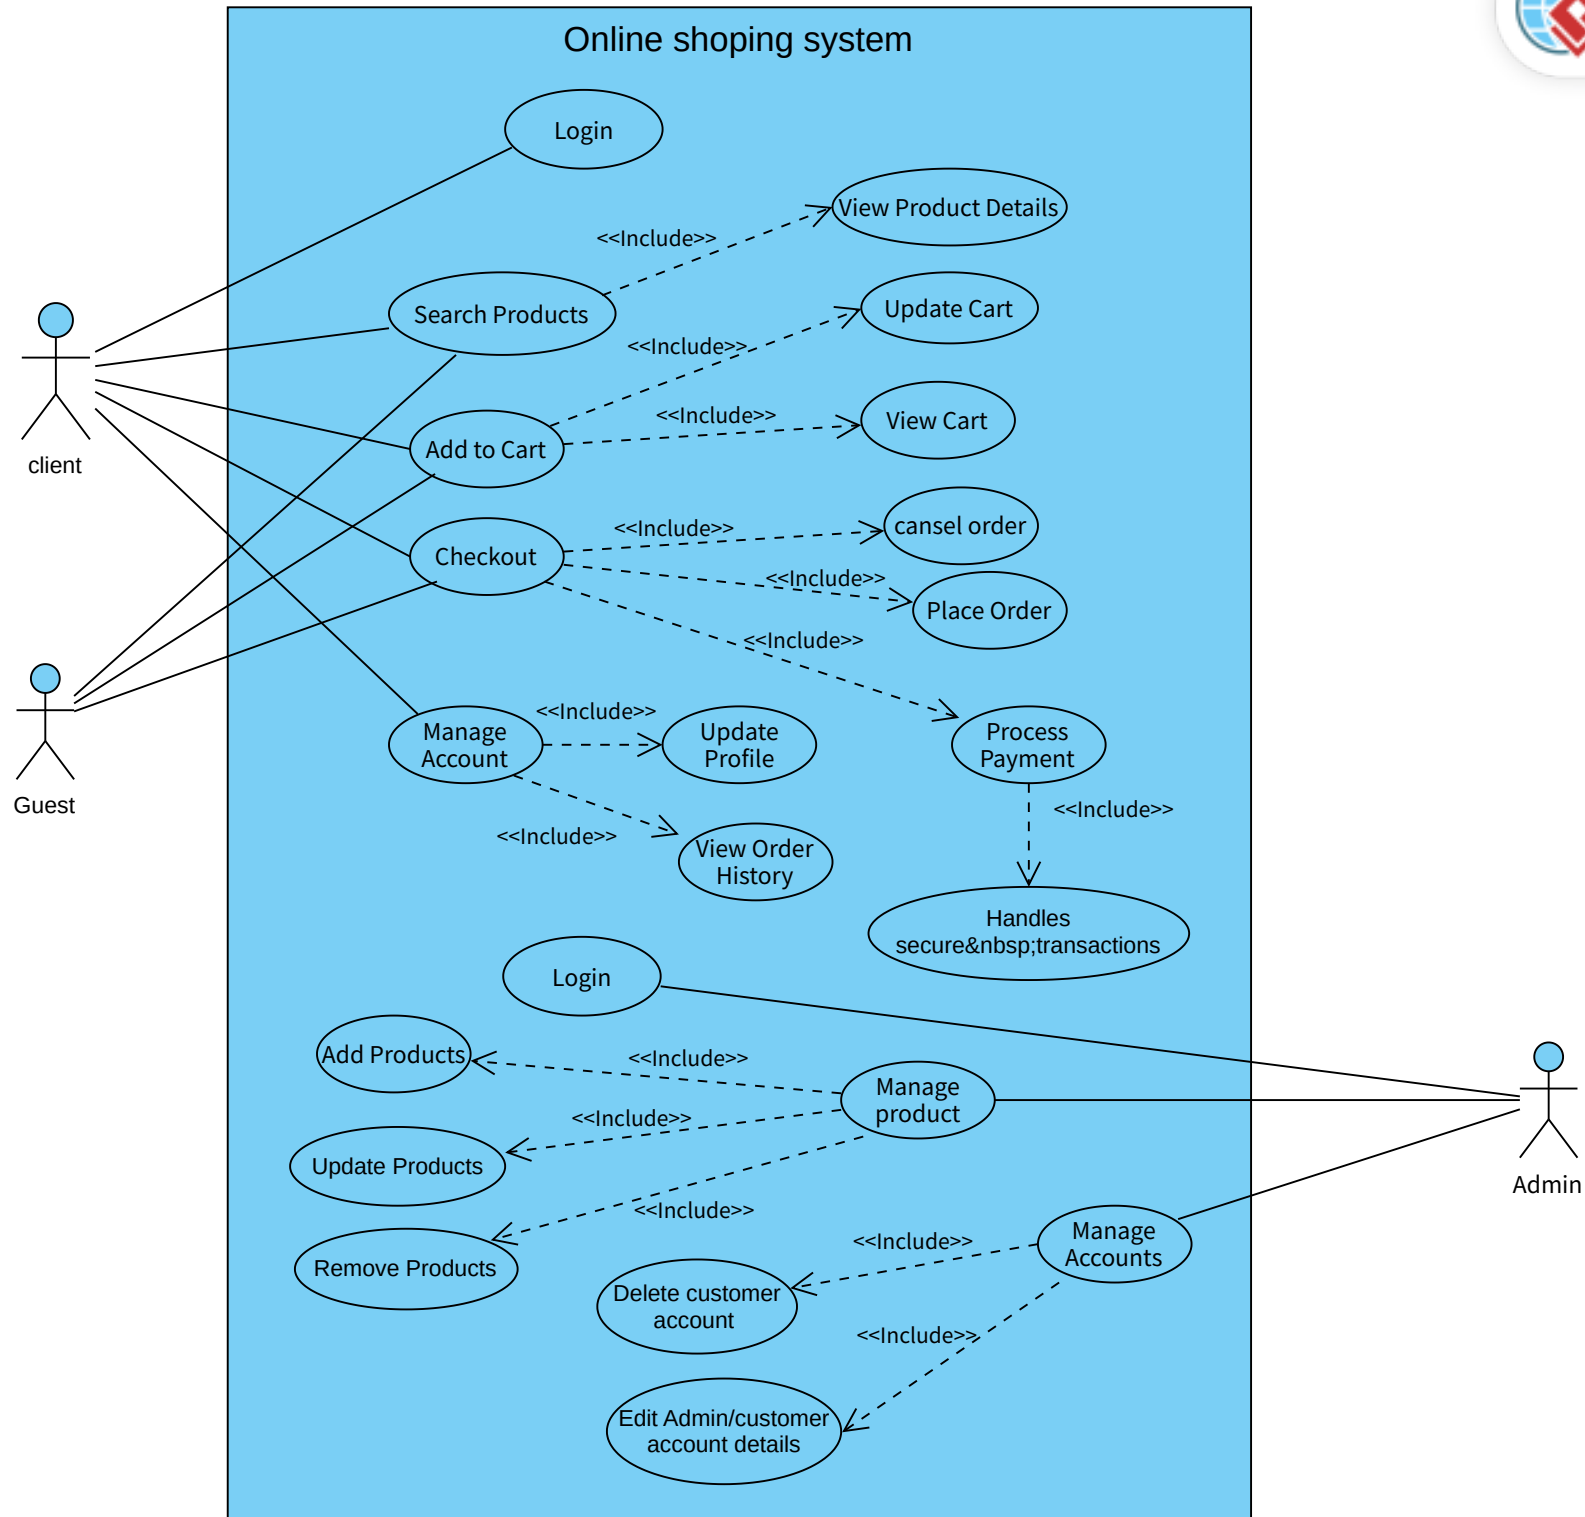 Online shoping system
Login
View Product Details
<<Include>>
Search Products
Update Cart
<<Include>>
client
Add to Cart
<<Include>>
View Cart
Checkout
<<Include>>
cansel order
<<Include>>
Place Order
<<Include>>
Guest
Manage
Account
<<Include>>
Update
Profile
Process
Payment
<<Include>>
<<Include>>
View Order
History
Handles
secure&nbsp;transactions
Login
Add Products
<<Include>>
Manage
product
<<Include>>
Update Products
Admin
<<Include>>
Remove Products
Manage
Accounts
<<Include>>
Delete customer
account
<<Include>>
Edit Admin/customer
account details